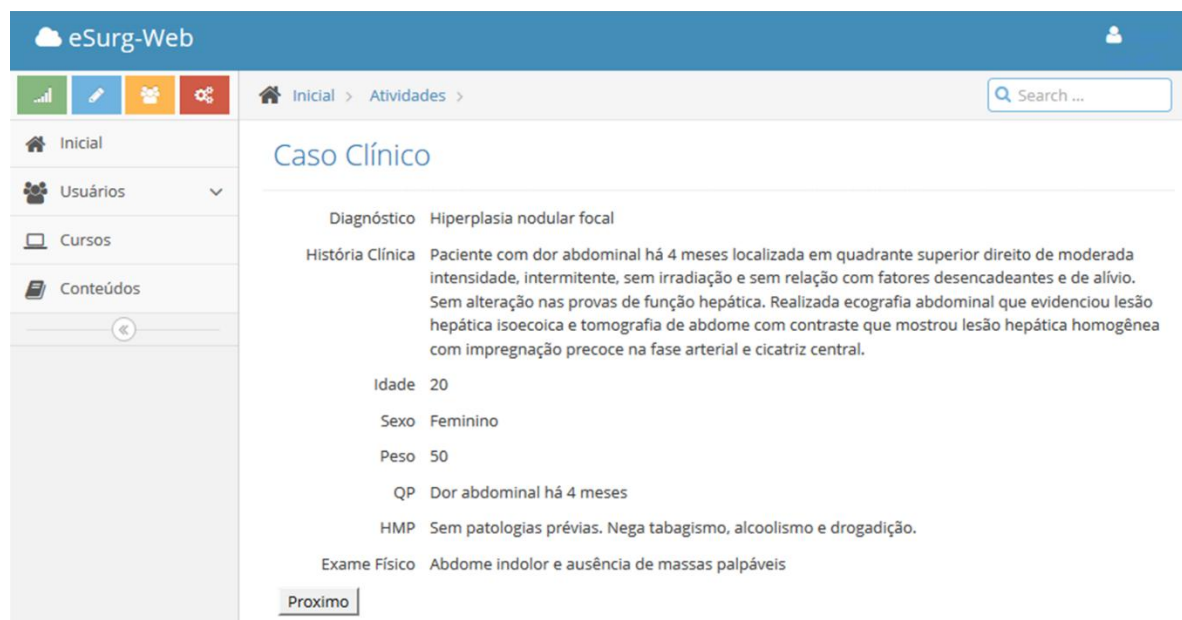 eSurg-Web
Inicial > Atividades >
Search ...
Inicial
Usuários
Cursos
Conteúdos
Caso Clínico
Diagnóstico Hiperplasia nodular focal
História Clínica Paciente com dor abdominal há 4 meses localizada em quadrante superior direito de moderada
intensidade, intermitente, sem irradiação e sem relação com fatores desencadeantes e de alívio.
Sem alteração nas provas de função hepática. Realizada ecografia abdominal que evidenciou lesão
hepática isoecoica e tomografia de abdome com contraste que mostrou lesão hepática homogênea
com impregnação precoce na fase arterial e cicatriz central.
Idade 20
Sexo Feminino
Peso 50
QP Dor abdominal há 4 meses
HMP Sem patologias prévias. Nega tabagismo, alcoolismo e drogadição.
Exame Físico Abdome indolor e ausência de massas palpáveis
Proximo